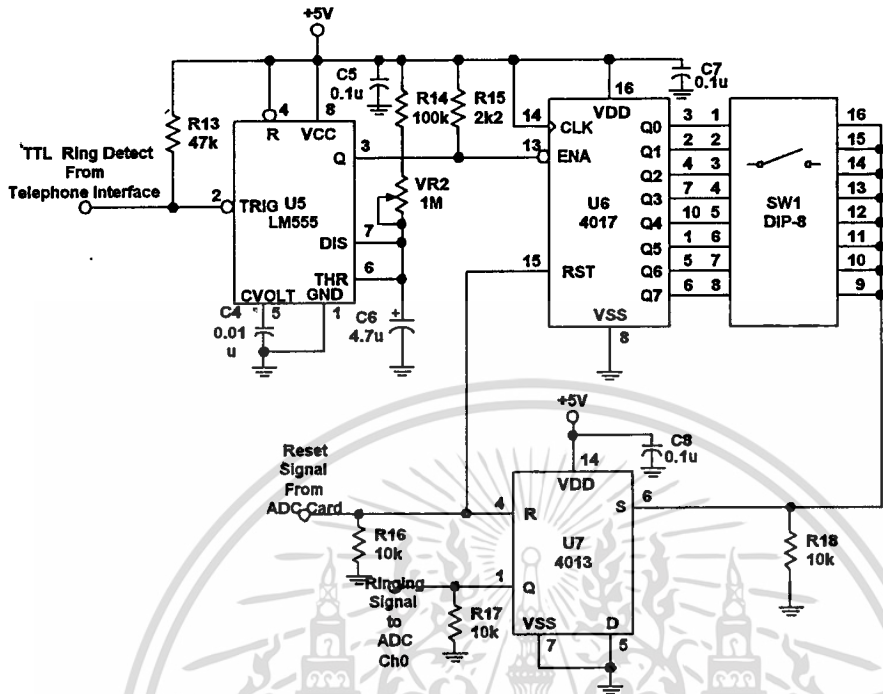 +5V
C5
0.1u
C7
0.1u
4
8
R14
100k
R15
2k2
16
R13
47k
R
VCC
VDD
14
CLK
3
Q
13
ENA
TTL Ring Detect
From
Telephone Interface
2
TRIG
U5
LM555
VR2
1M
DIS
7
THR
6
CVOLT
GND
5
1
C4
0.01
u
C6
4.7u
U6
4017
15
RST
VSS
8
Q0
3
1
16
Q1
2
2
15
Q2
4
3
14
Q3
7
4
13
Q4
10
5
12
Q5
1
6
11
Q6
5
7
10
Q7
6
8
9
SW1
DIP-8
+5V
C8
0.1u
14
VDD
Reset
Signal
From
ADC Card
4
R
S
6
R16
10k
U7
4013
R18
10k
Ringing
Signal
to
ADC
Ch0
1
Q
R17
10k
VSS
D
7
5